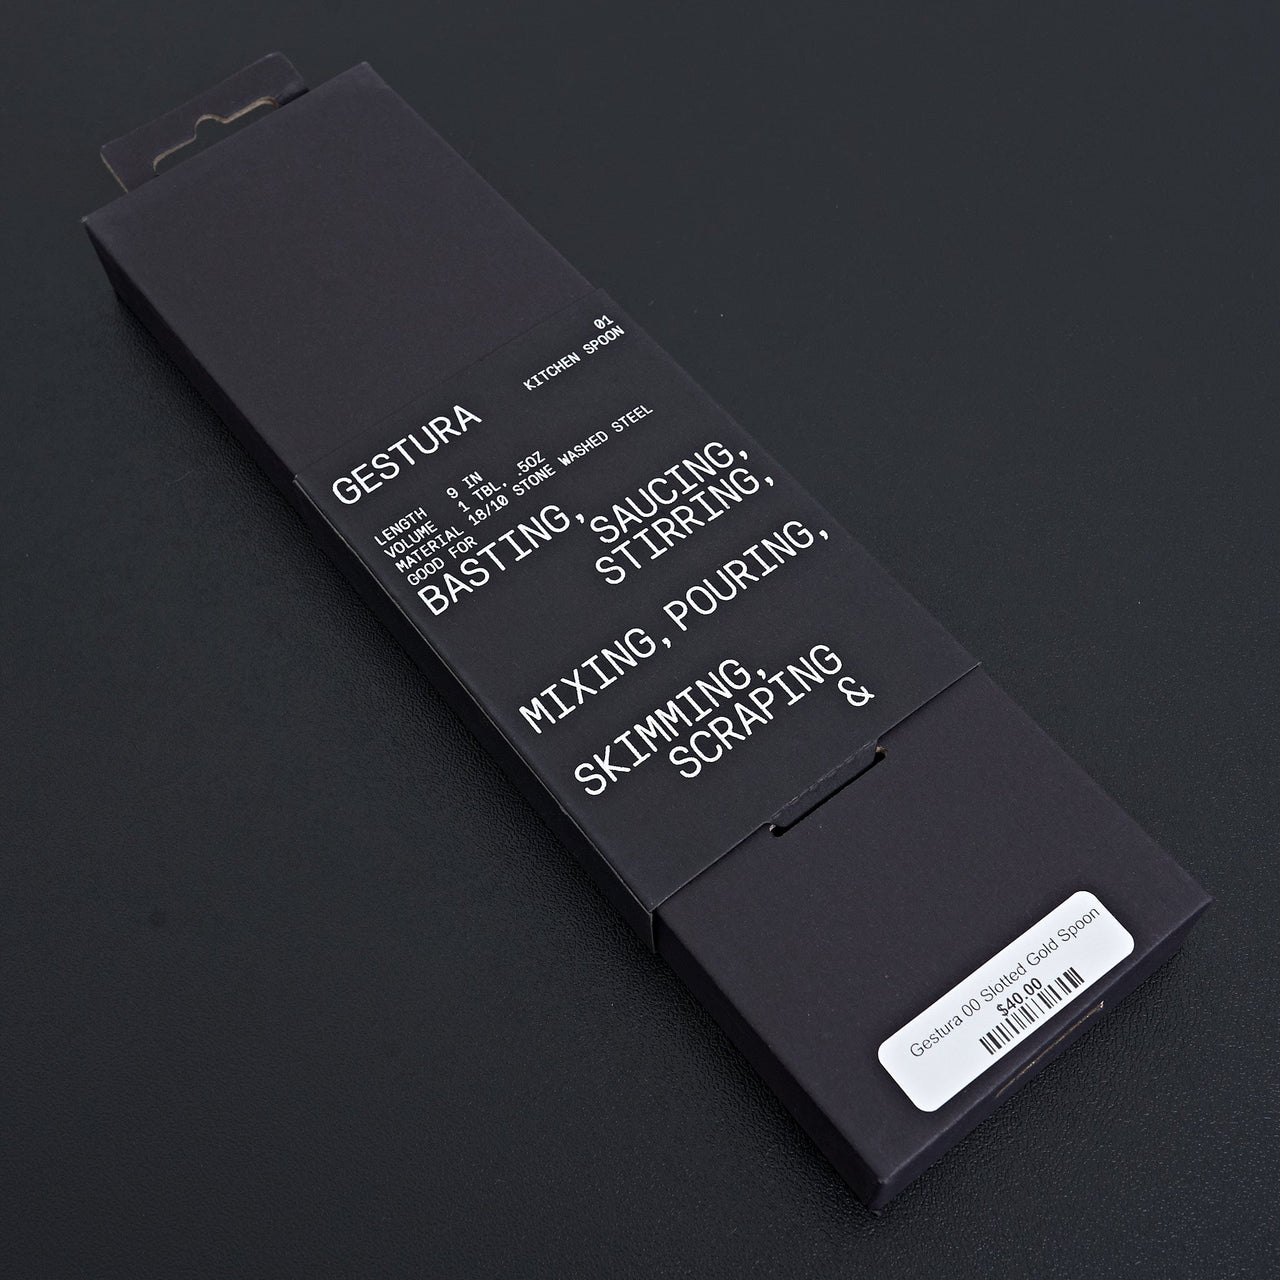 01
KITCHEN SPOON
GESTURA
LENGTH 9 IN
VOLUME 1 TBL, .5OZ
MATERIAL 18/10 STONE WASHED STEEL
GOOD FOR
BASTING,
SAUCING,
STIRRING,
MIXING, POURING,
SKIMMING,
SCRAPING
&
Gestura 00 Slotted Gold Spoon
$40.00